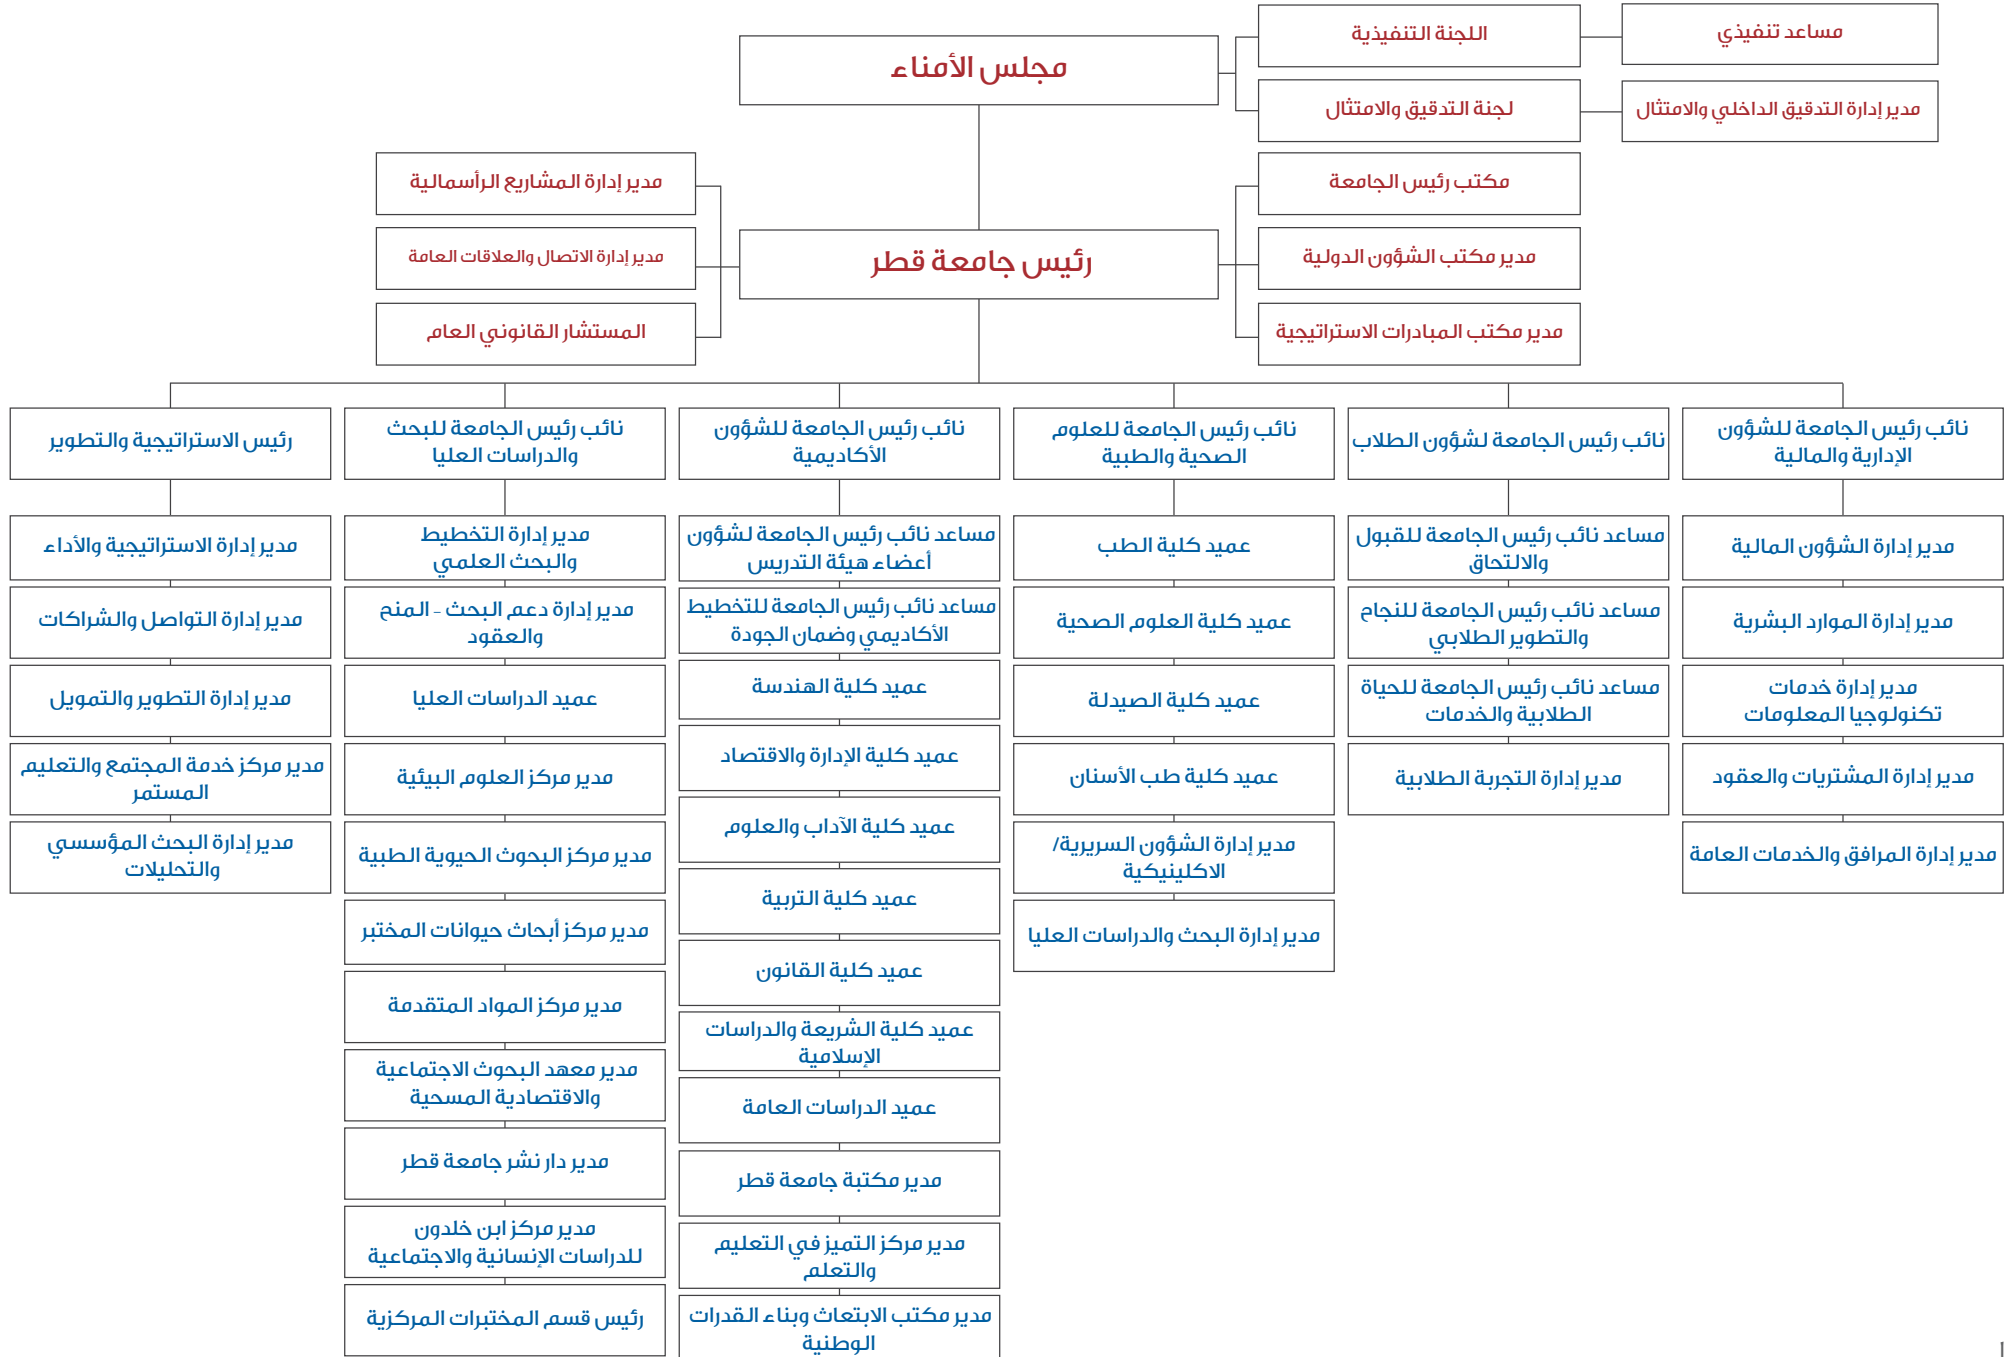 مجلس الأمناء
اللجنة التنفيذية
مساعد تنفيذي
لجنة التدقيق والامتثال
مدير إدارة التدقيق الداخلي والامتثال
رئيس جامعة قطر
مكتب رئيس الجامعة
مدير مكتب الشؤون الدولية
مدير مكتب المبادرات الاستراتيجية
مدير إدارة المشاريع الرأسمالية
مدير إدارة الاتصال والعلاقات العامة
المستشار القانوني العام
نائب رئيس الجامعة للشؤون
الإدارية والمالية
مدير إدارة الشؤون المالية
مدير إدارة الموارد البشرية
مدير إدارة خدمات
تكنولوجيا المعلومات
مدير إدارة المشتريات والعقود
مدير إدارة المرافق والخدمات العامة
نائب رئيس الجامعة لشؤون الطلاب
مساعد نائب رئيس الجامعة للقبول
والالتحاق
مساعد نائب رئيس الجامعة للنجاح
والتطوير الطلابي
مساعد نائب رئيس الجامعة للحياة
الطلابية والخدمات
مدير إدارة التجربة الطلابية
نائب رئيس الجامعة للعلوم
الصحية والطبية
عميد كلية الطب
عميد كلية العلوم الصحية
عميد كلية الصيدلة
عميد كلية طب الأسنان
مدير إدارة الشؤون السريرية/
الاكلينيكية
مدير إدارة البحث والدراسات العليا
نائب رئيس الجامعة للشؤون
الأكاديمية
مساعد نائب رئيس الجامعة لشؤون
أعضاء هيئة التدريس
مساعد نائب رئيس الجامعة للتخطيط
الأكاديمي وضمان الجودة
عميد كلية الهندسة
عميد كلية الإدارة والاقتصاد
عميد كلية الآداب والعلوم
عميد كلية التربية
عميد كلية القانون
عميد كلية الشريعة والدراسات
الإسلامية
عميد الدراسات العامة
مدير مكتبة جامعة قطر
مدير مركز التميز في التعليم
والتعلم
مدير مكتب الابتعاث وبناء القدرات
الوطنية
نائب رئيس الجامعة للبحث
والدراسات العليا
مدير إدارة التخطيط
والبحث العلمي
مدير إدارة دعم البحث - المنح
والعقود
عميد الدراسات العليا
مدير مركز العلوم البيئية
مدير مركز البحوث الحيوية الطبية
مدير مركز أبحاث حيوانات المختبر
مدير مركز المواد المتقدمة
مدير معهد البحوث الاجتماعية
والاقتصادية المسحية
مدير دار نشر جامعة قطر
مدير مركز ابن خلدون
للدراسات الإنسانية والاجتماعية
رئيس قسم المختبرات المركزية
رئيس الاستراتيجية والتطوير
مدير إدارة الاستراتيجية والأداء
مدير إدارة التواصل والشراكات
مدير إدارة التطوير والتمويل
مدير مركز خدمة المجتمع والتعليم
المستمر
مدير إدارة البحث المؤسسي
والتحليلات